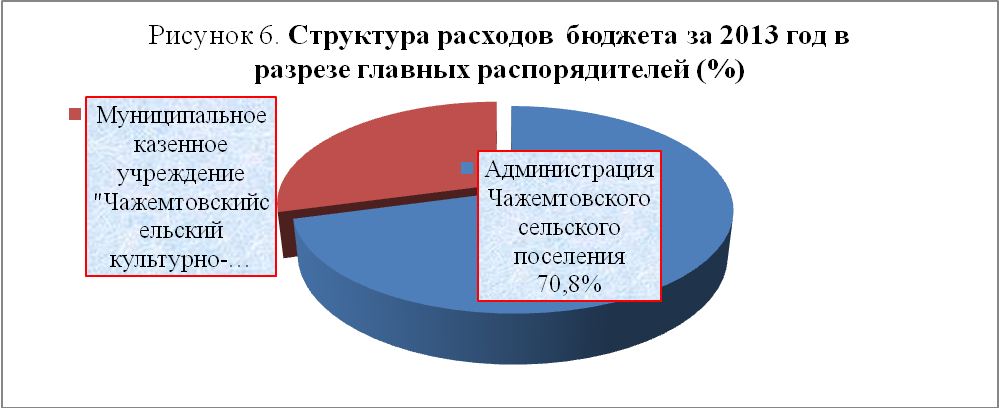 Рисунок 6. Структура расходов бюджета за 2013 год в
разрезе главных распорядителей (%)
Муниципальное
казенное
учреждение
"Чажемтовскийс
ельский
культурно-…
Администрация
Чажемтовского
сельского
поселения
70,8%